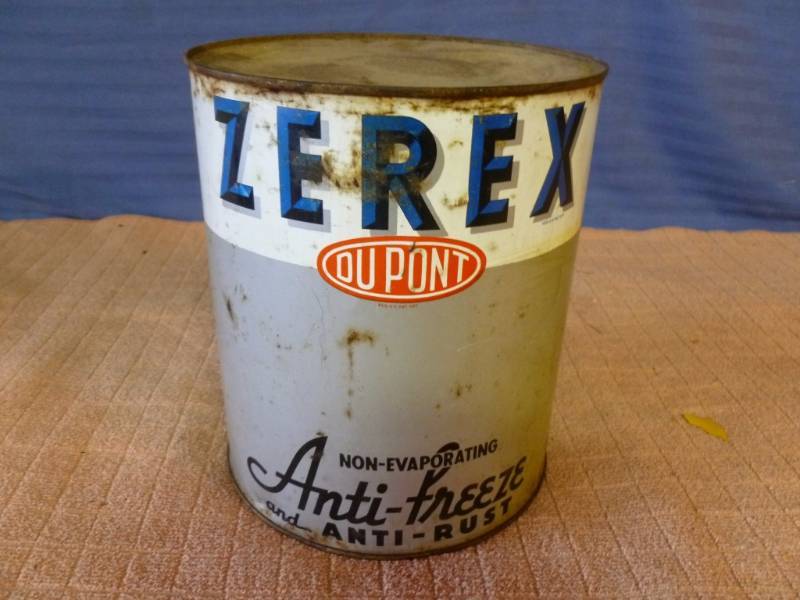 ZEREX
DU PONT
NON-EVAPORATING
Anti-FREEZE
and ANTI-RUST